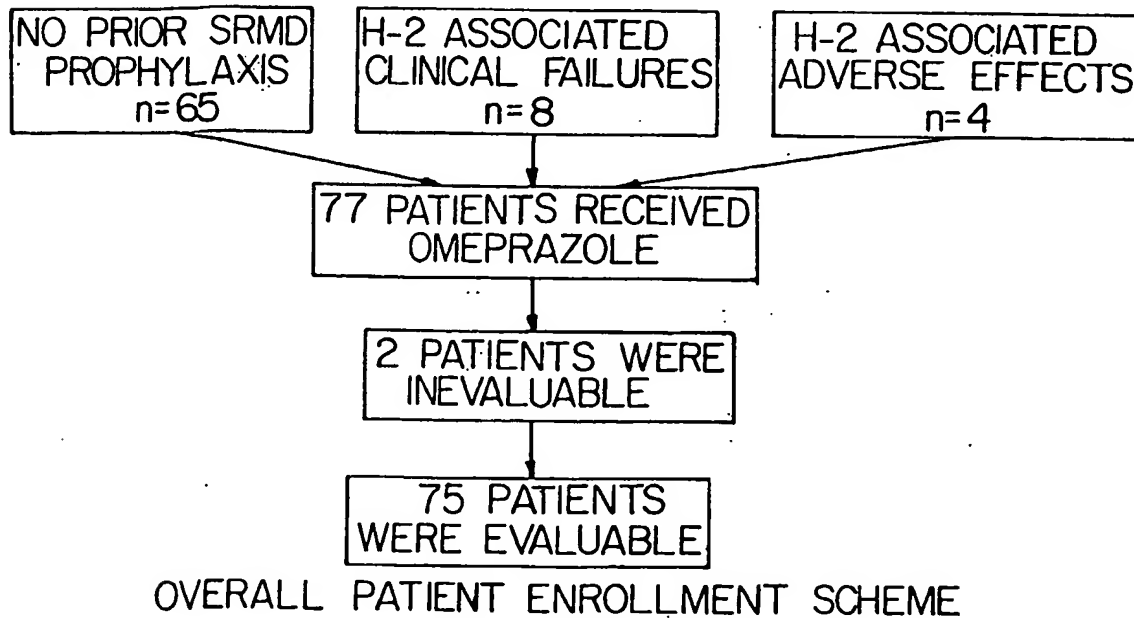 NO PRIOR SRMD
PROPHYLAXIS
n=65
H-2 ASSOCIATED
CLINICAL FAILURES
n=8
H-2 ASSOCIATED
ADVERSE EFFECTS
n=4
77 PATIENTS RECEIVED
OMEPRAZOLE
2 PATIENTS WERE
INEVALUABLE
75 PATIENTS
WERE EVALUABLE
OVERALL PATIENT ENROLLMENT SCHEME